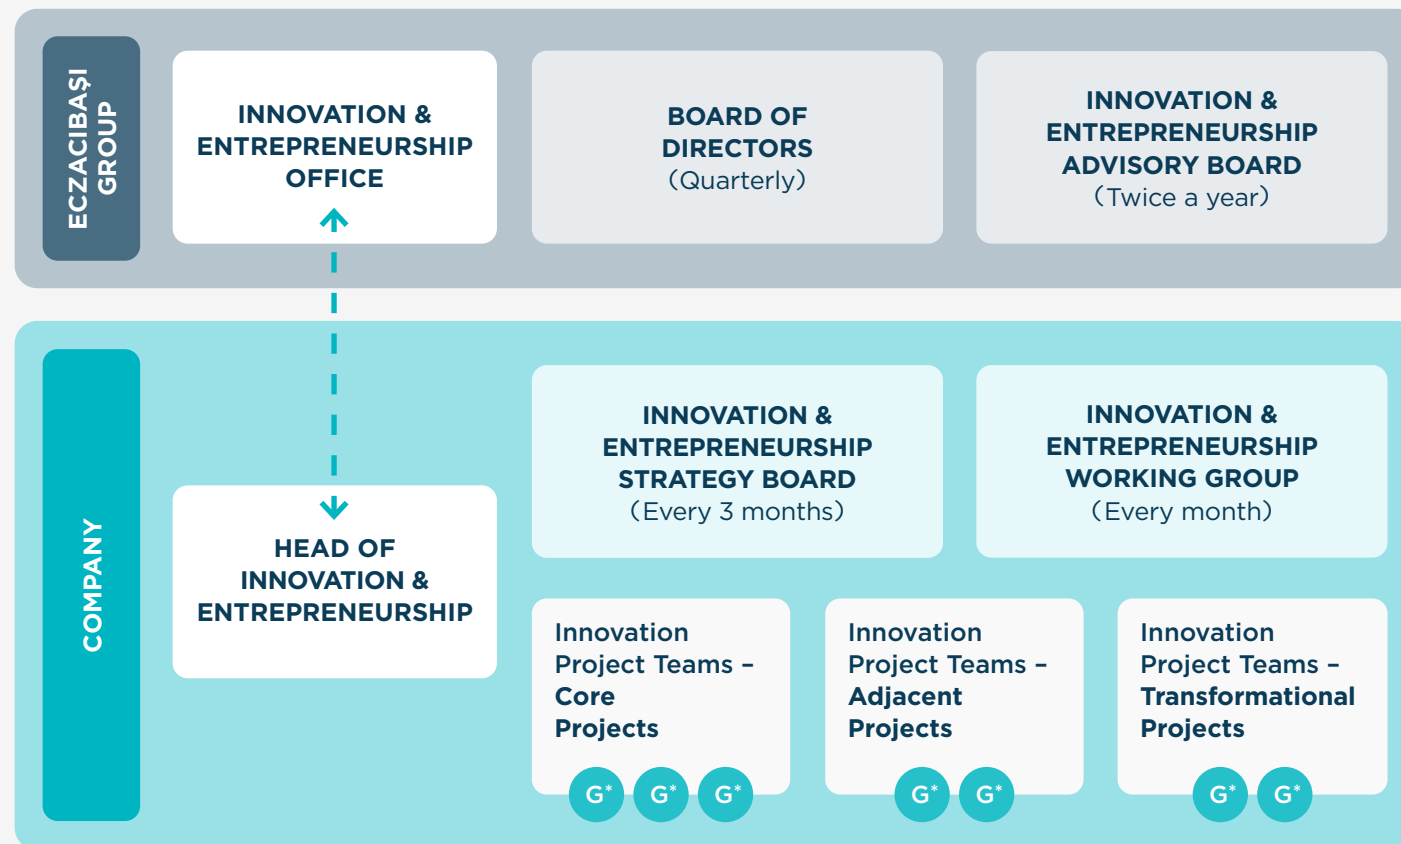 ECZACIBAŞI
GROUP
INNOVATION &
ENTREPRENEURSHIP
OFFICE
BOARD OF
DIRECTORS
(Quarterly)
INNOVATION &
ENTREPRENEURSHIP
ADVISORY BOARD
(Twice a year)
COMPANY
HEAD OF
INNOVATION &
ENTREPRENEURSHIP
INNOVATION &
ENTREPRENEURSHIP
STRATEGY BOARD
(Every 3 months)
INNOVATION &
ENTREPRENEURSHIP
WORKING GROUP
(Every month)
Innovation
Project Teams –
Core
Projects
G* G* G*
Innovation
Project Teams –
Adjacent
Projects
G* G*
Innovation
Project Teams –
Transformational
Projects
G* G*